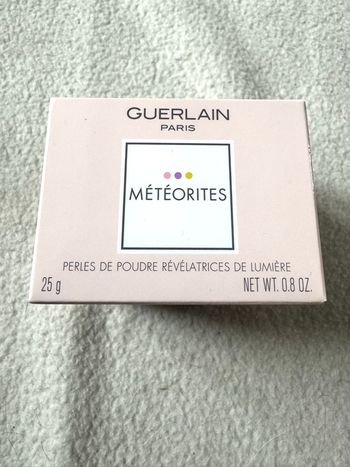 GUERLAIN
PARIS
MÉTÉORITES
PERLES DE POUDRE RÉVÉLATRICES DE LUMIÈRE
25 g NET WT. 0.8 OZ.